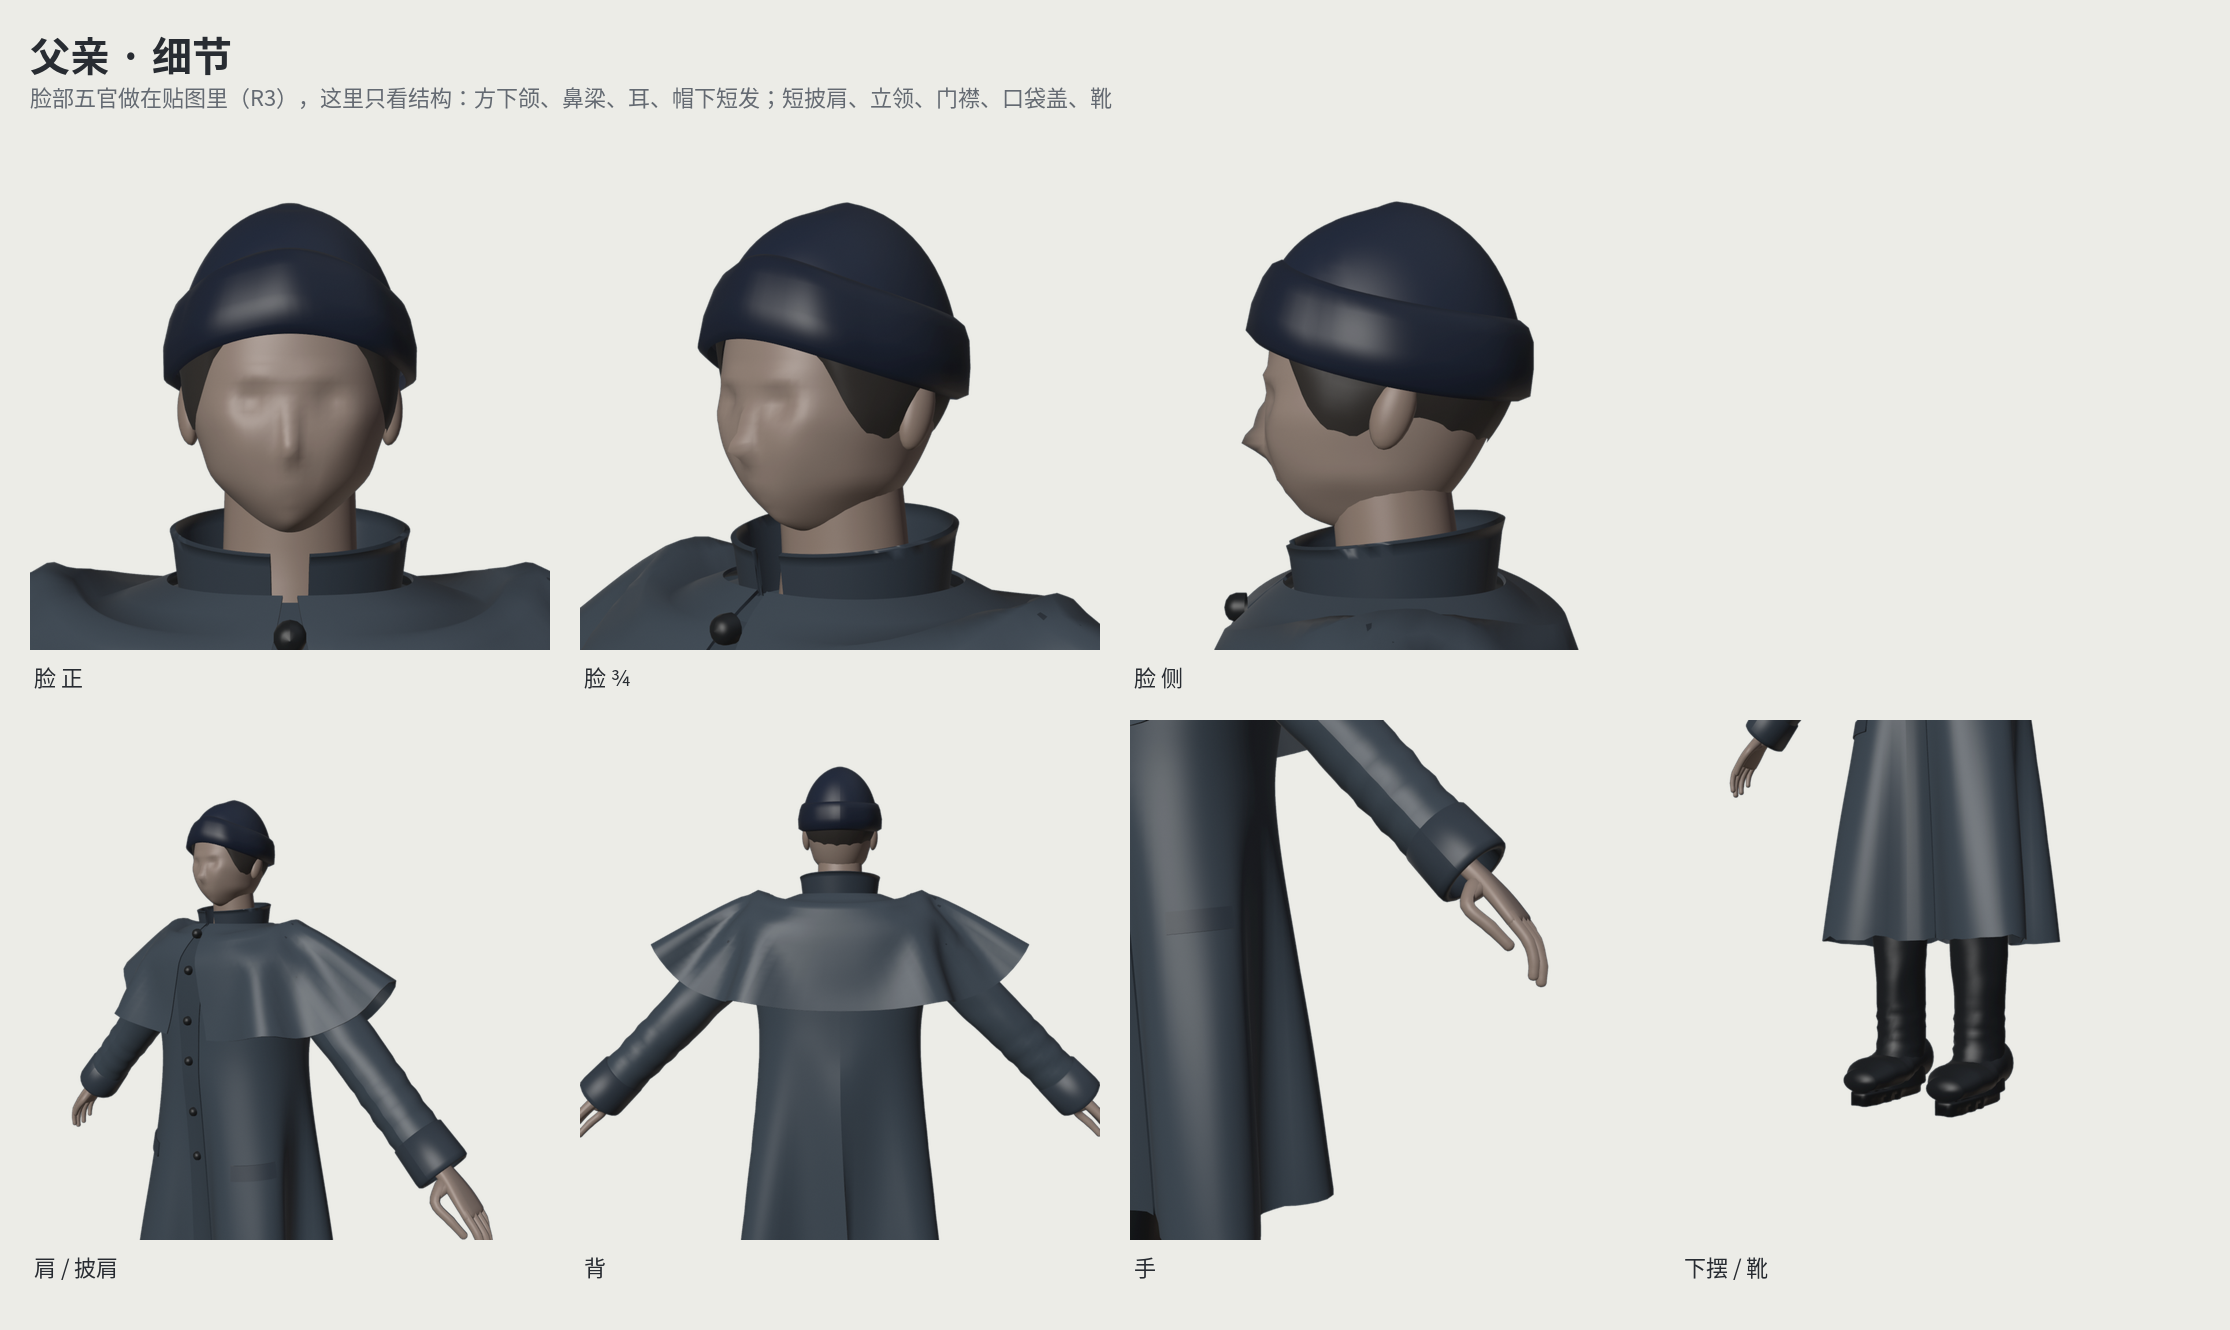 父亲 · 细节
脸部五官做在贴图里（R3），这里只看结构：方下颌、鼻梁、耳、帽下短发；短披肩、立领、门襟、口袋盖、靴
脸 正
脸 ¾
脸 侧
肩 / 披肩
背
手
下摆 / 靴